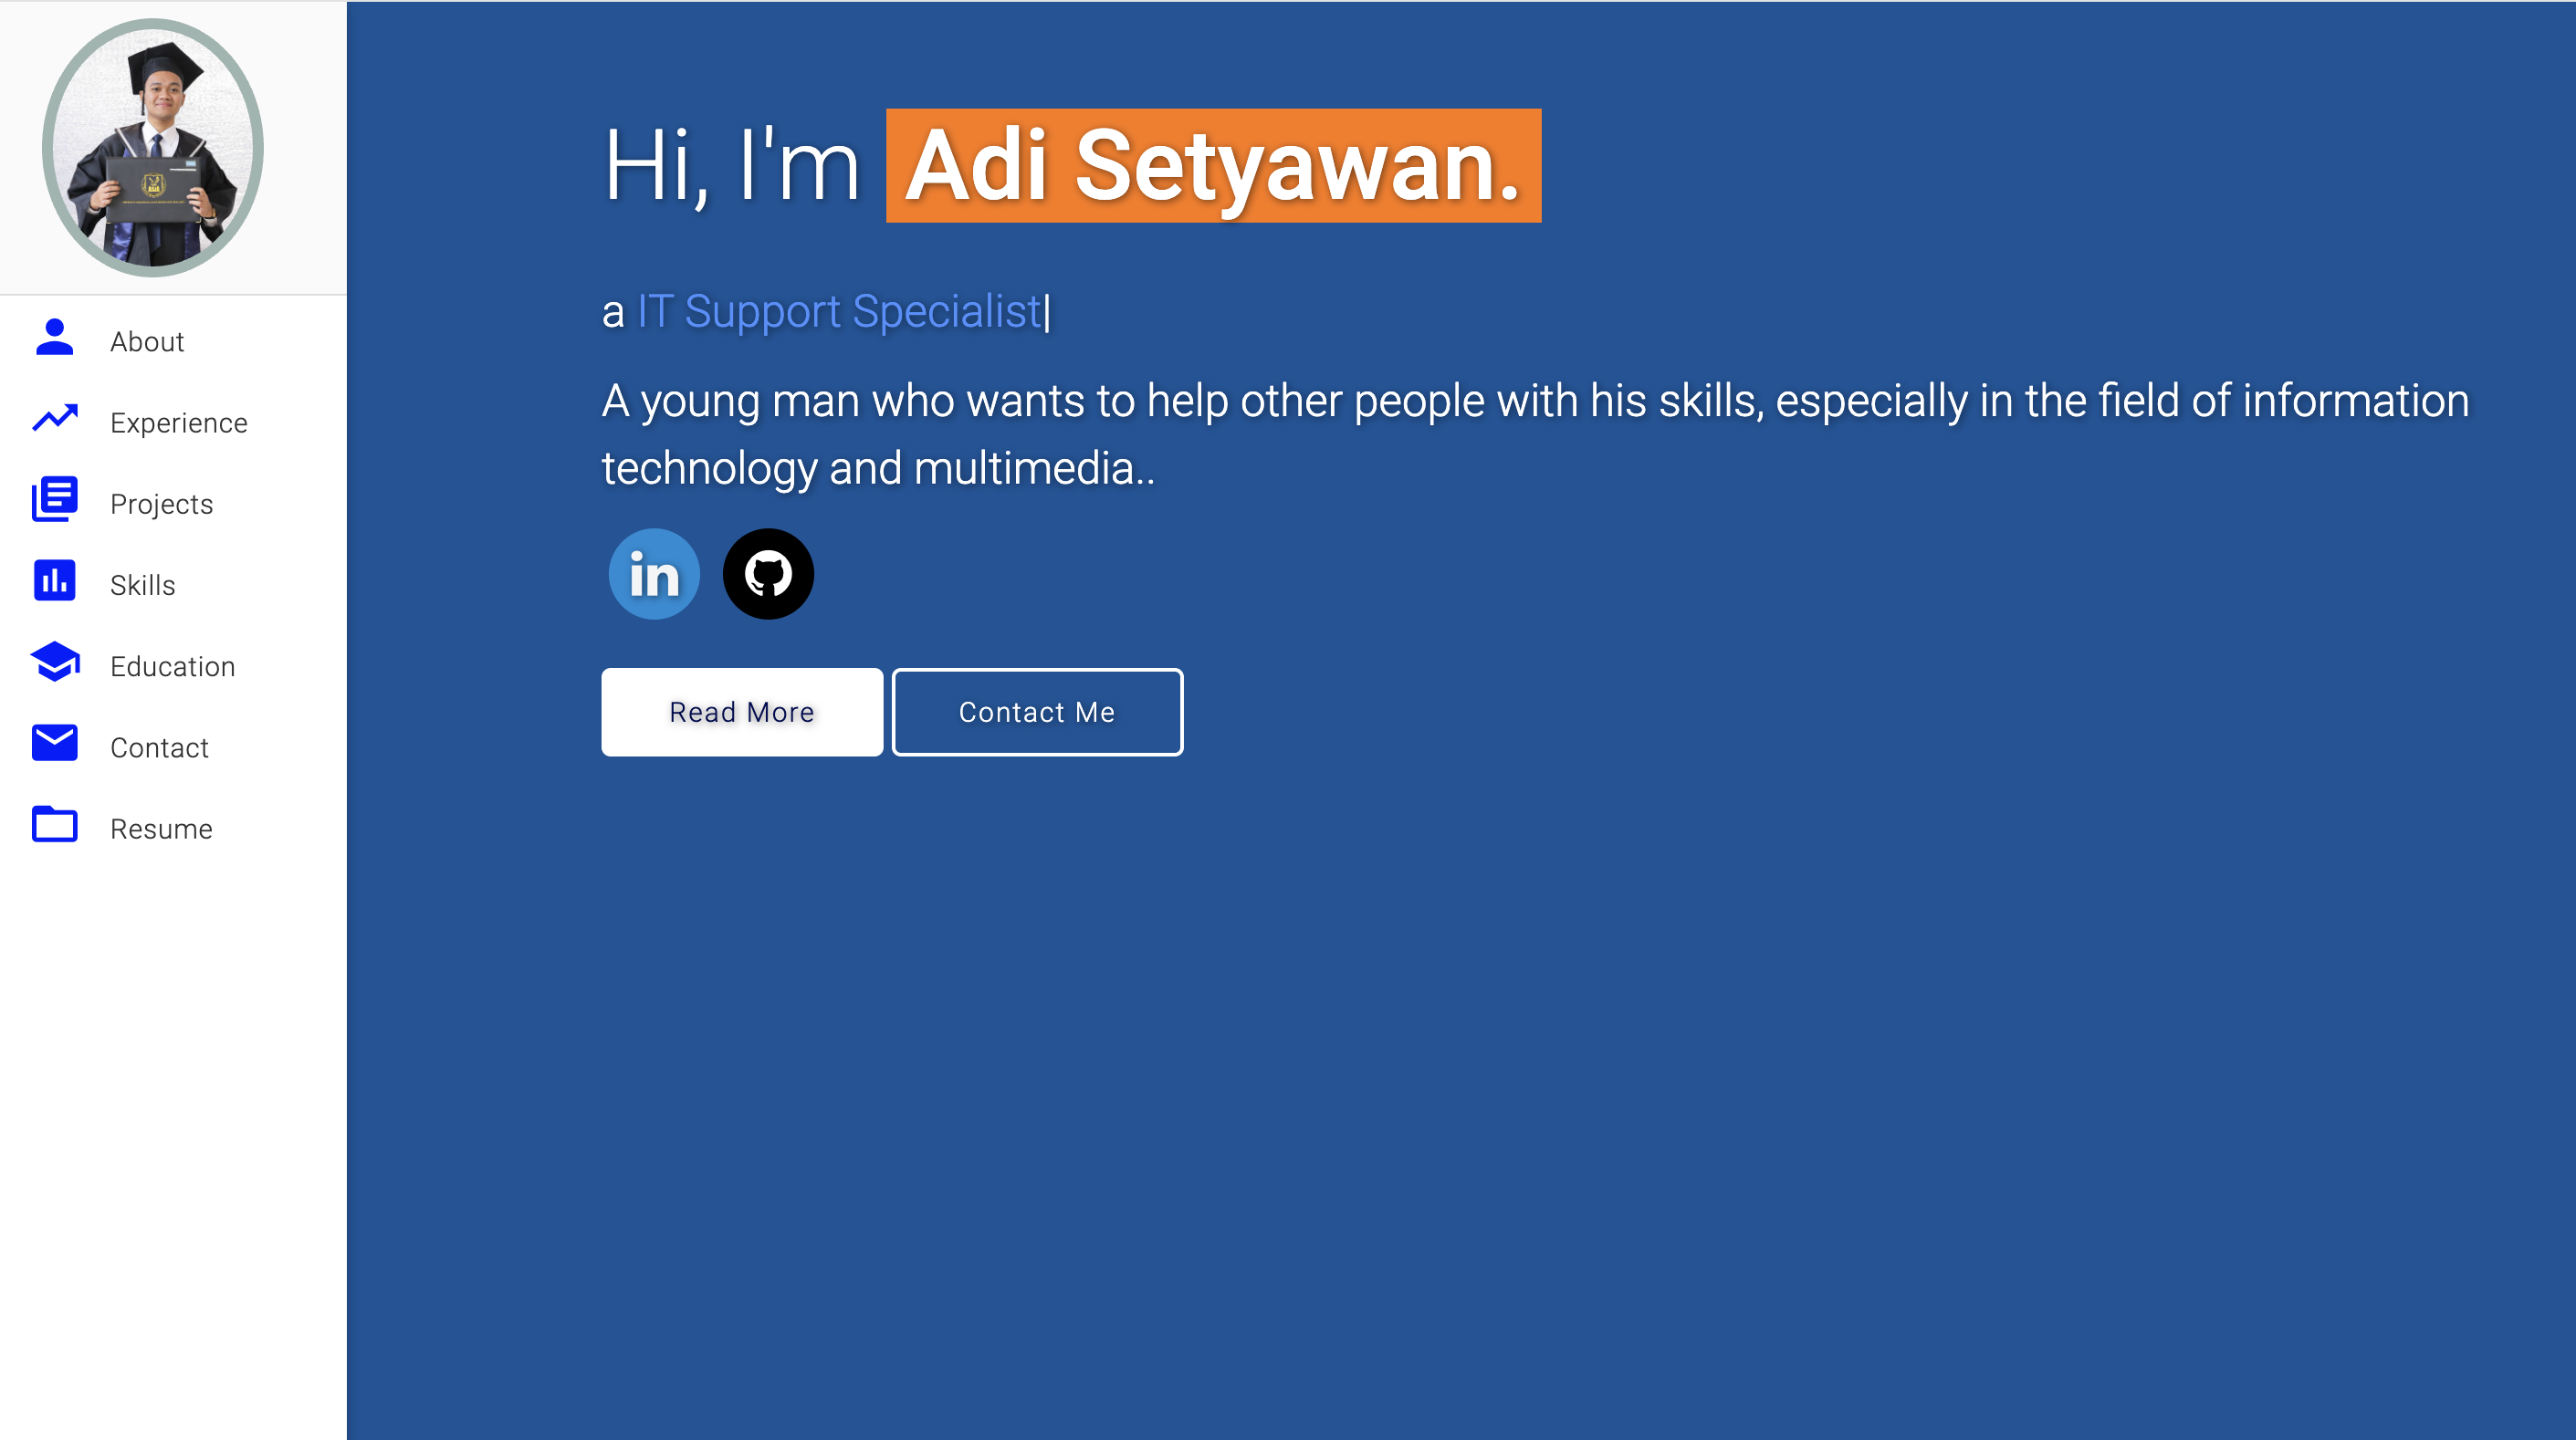 About
Experience
Projects
Skills
Education
Contact
Resume
Hi, I'm Adi Setyawan.
a IT Support Specialist|
A young man who wants to help other people with his skills, especially in the field of information
technology and multimedia..
in
Read More
Contact Me